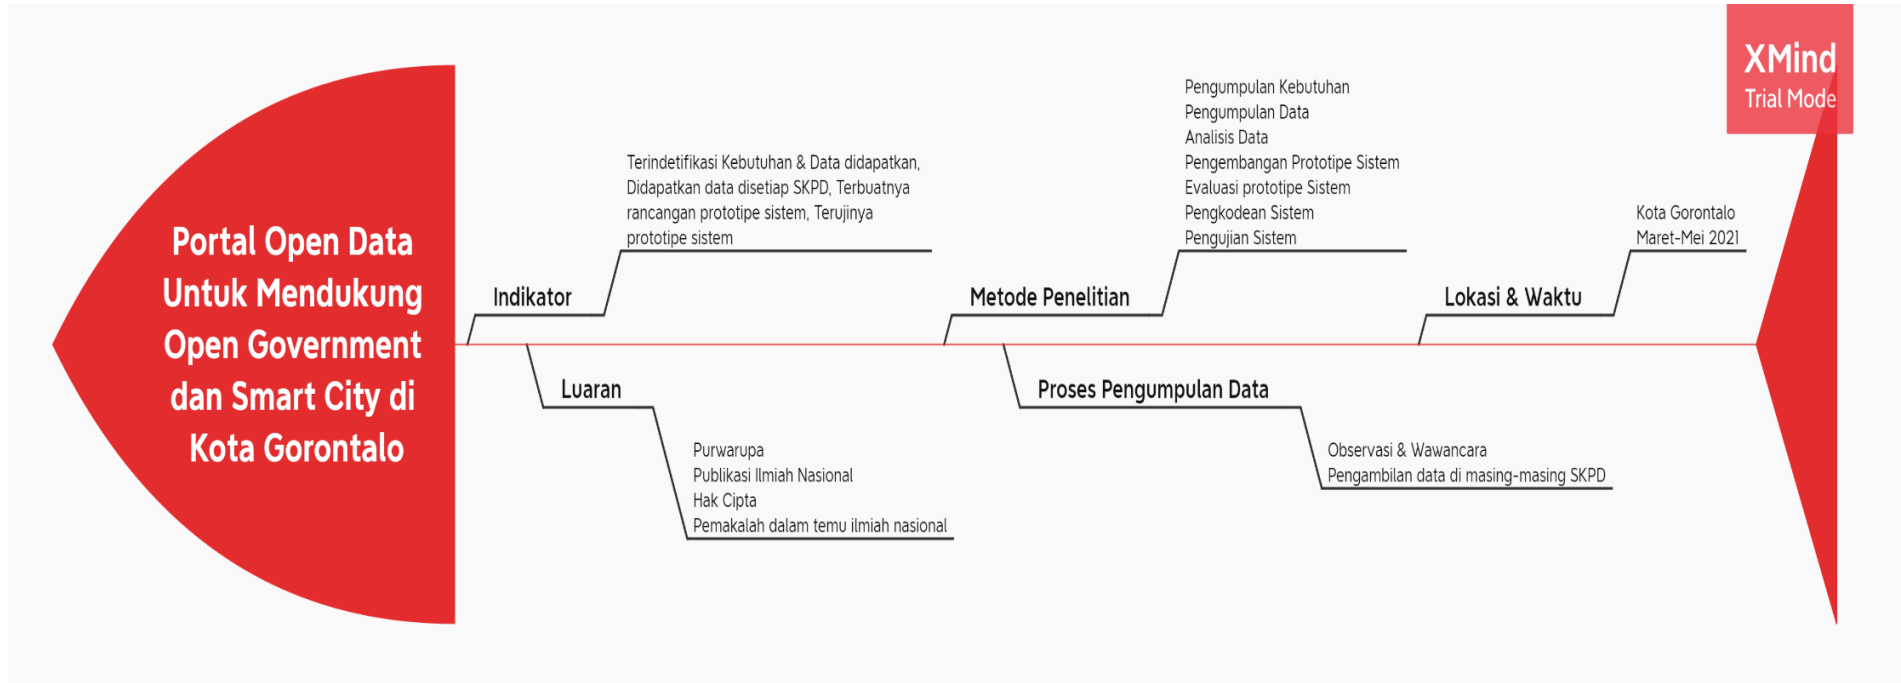 Portal Open Data
Untuk Mendukung
Open Government
dan Smart City di
Kota Gorontalo
Indikator
Terindetifikasi Kebutuhan & Data didapatkan,
Didapatkan data disetiap SKPD, Terbuatnya
rancangan prototipe sistem, Terujinya
prototipe sistem
Luaran
Purwarupa
Publikasi Ilmiah Nasional
Hak Cipta
Pemakalah dalam temu ilmiah nasional
Metode Penelitian
Pengumpulan Kebutuhan
Pengumpulan Data
Analisis Data
Pengembangan Prototipe Sistem
Evaluasi prototipe Sistem
Pengkodean Sistem
Pengujian Sistem
Proses Pengumpulan Data
Observasi & Wawancara
Pengambilan data di masing-masing SKPD
Lokasi & Waktu
Kota Gorontalo
Maret-Mei 2021
XMind
Trial Mode